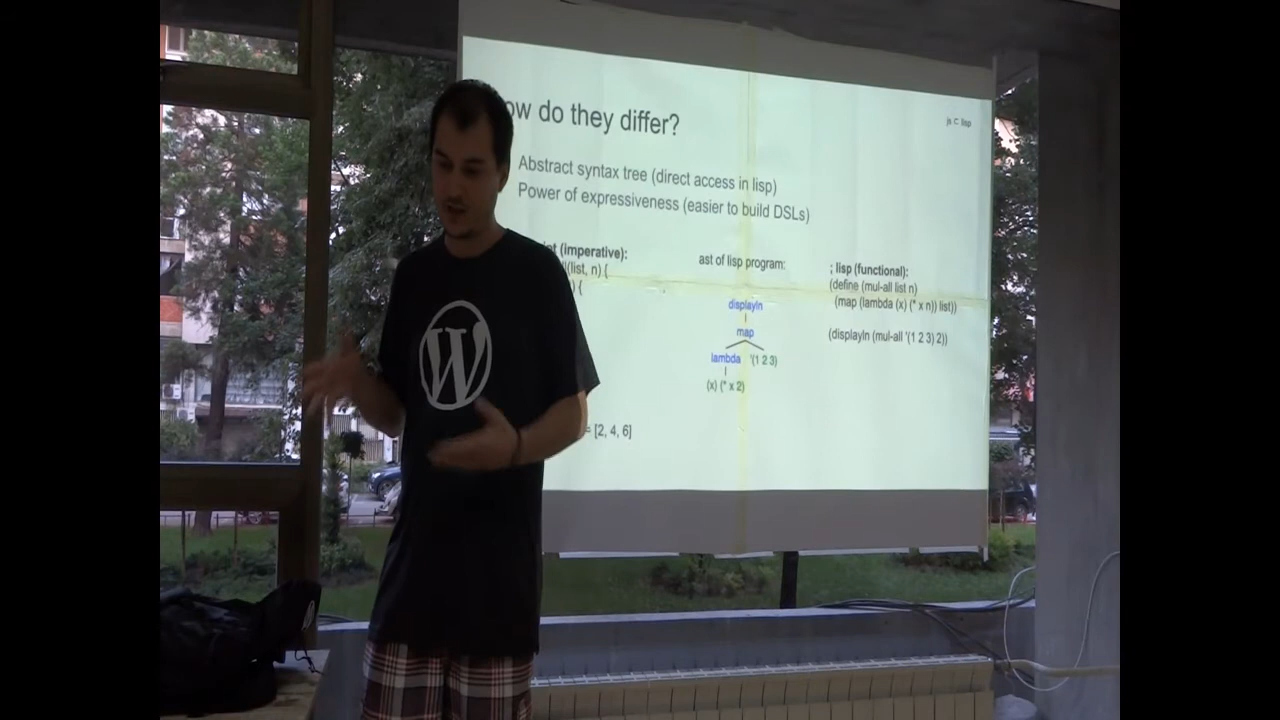 ow do they differ?
js ⊂ lisp
Abstract syntax tree (direct access in lisp)
Power of expressiveness (easier to build DSLs)
(imperative):
(list, n) {
) {
= [2, 4, 6]
ast of lisp program:
displayln
map
lambda '(1 2 3)
(x) (* x 2)
; lisp (functional):
(define (mul-all list n)
(map (lambda (x) (* x n)) list))
(displayln (mul-all '(1 2 3) 2))
W